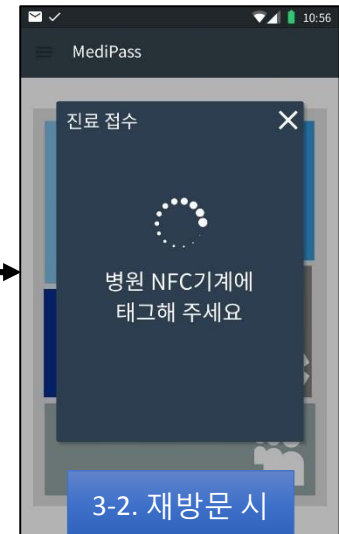 10:56
MediPass
진료 접수
병원 NFC기계에
태그해 주세요
3-2. 재방문 시